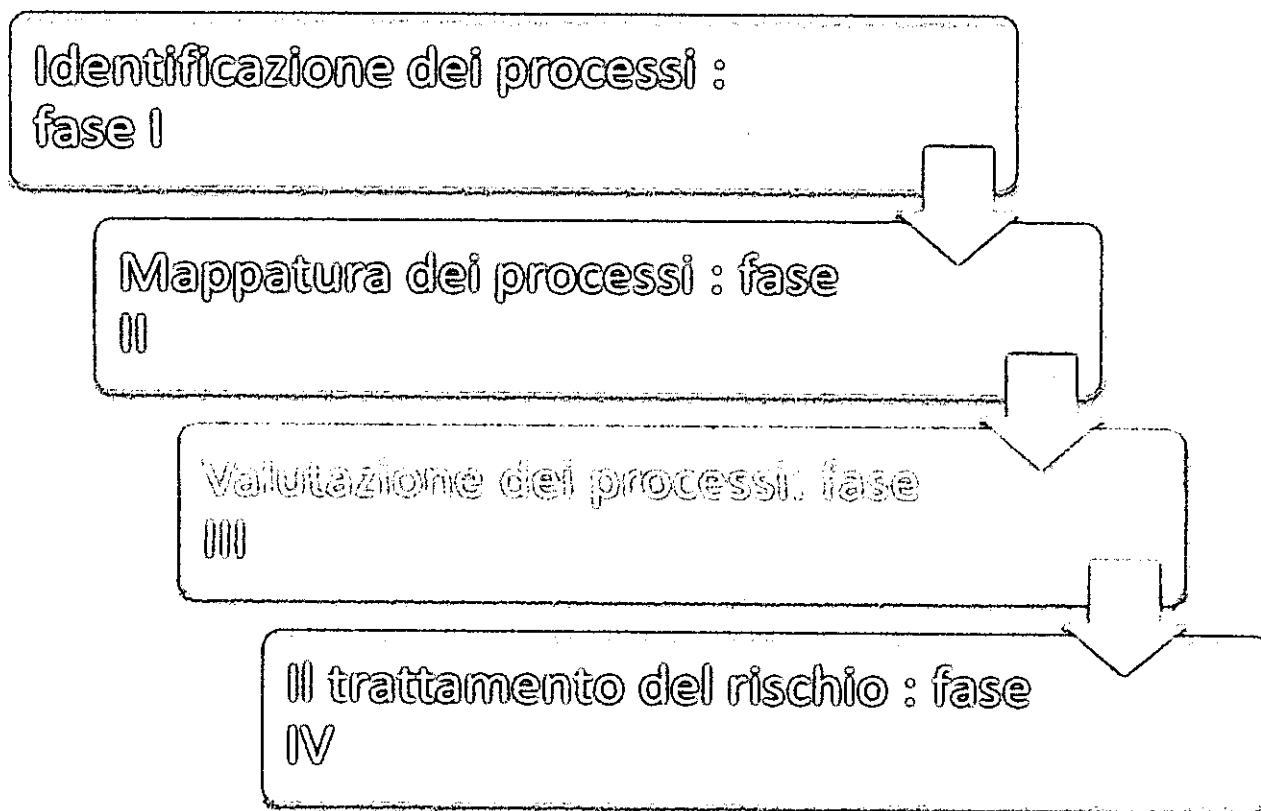 Identificazione dei processi :
fase I
Mappatura dei processi : fase
II
Valutazione dei processi: fase
III
Il trattamento del rischio : fase
IV